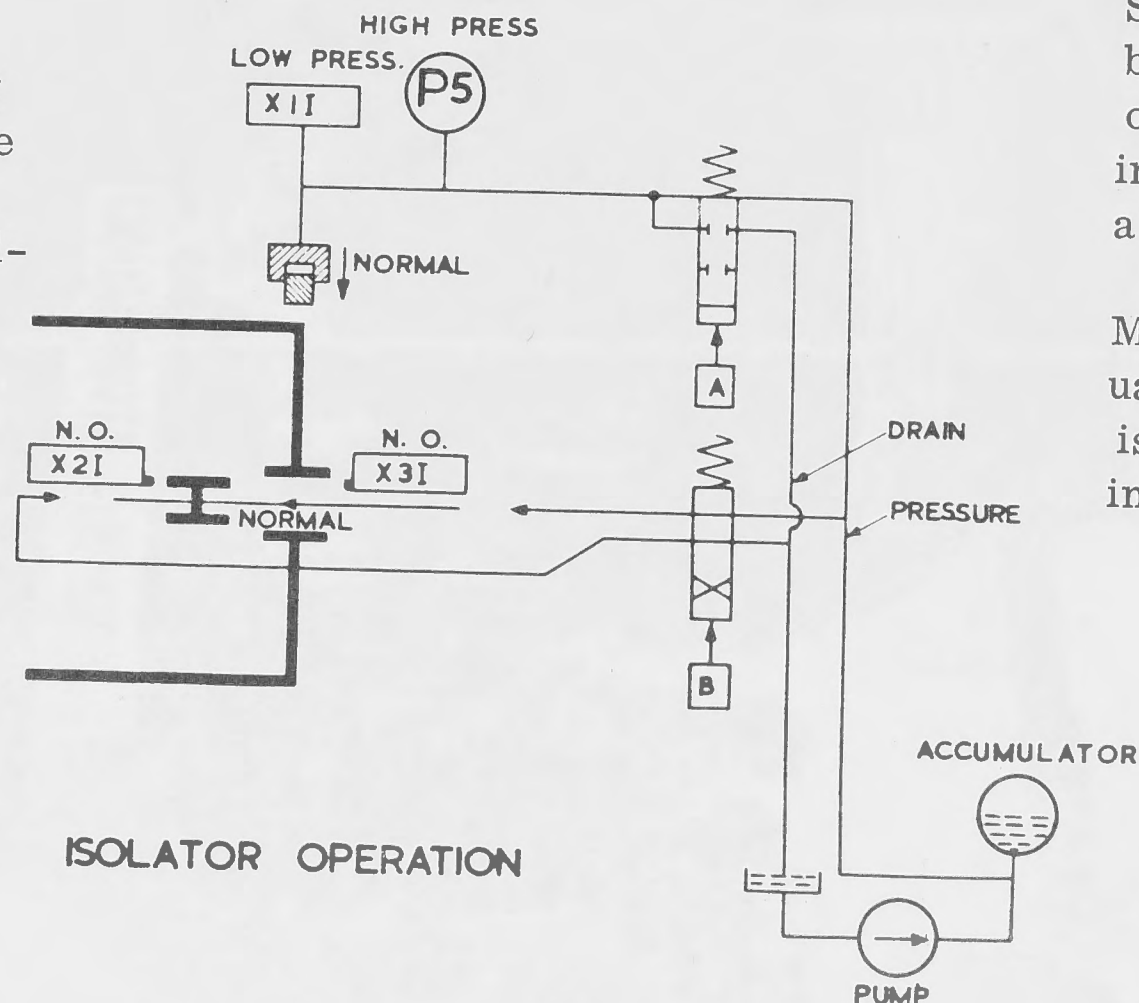 HIGH PRESS
LOW PRESS.
X1I
P5
NORMAL
A
N. O.
X2I
N. O.
X3I
NORMAL
DRAIN
PRESSURE
B
ACCUMULATOR
ISOLATOR OPERATION
PUMP